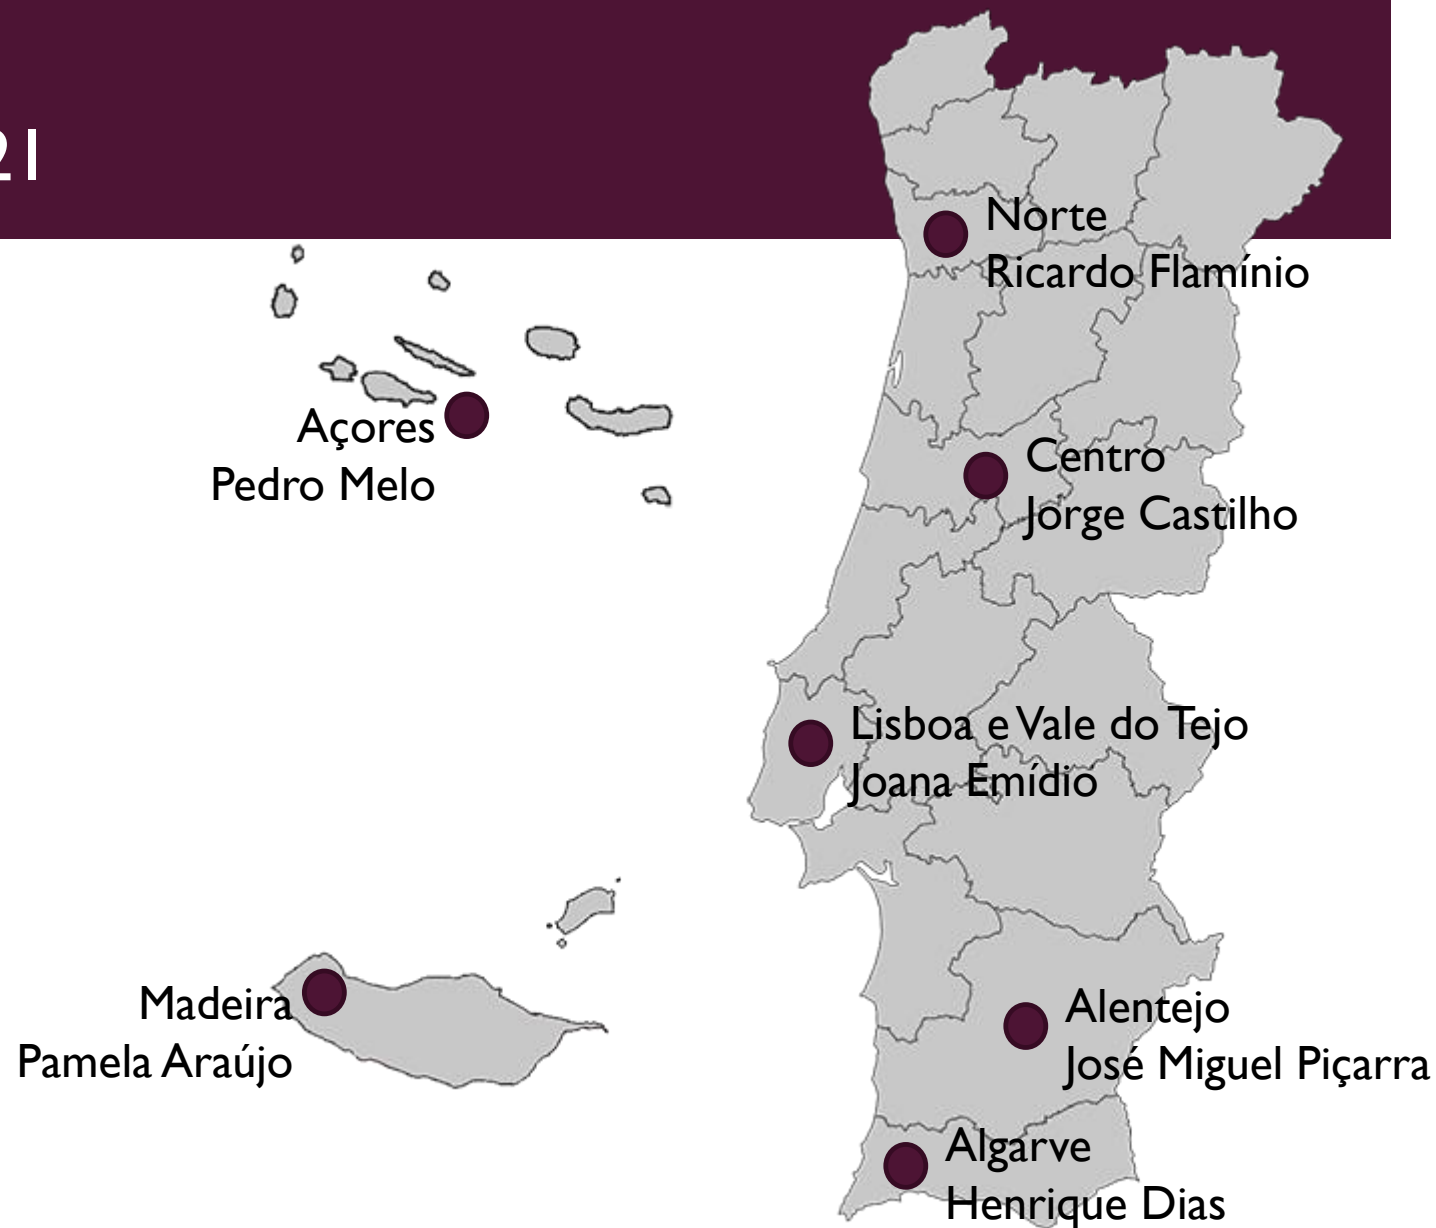 21
Norte
Ricardo Flamínio
Açores
Pedro Melo
Centro
Jorge Castilho
Lisboa e Vale do Tejo
Joana Emídio
Madeira
Pamela Araújo
Alentejo
José Miguel Piçarra
Algarve
Henrique Dias